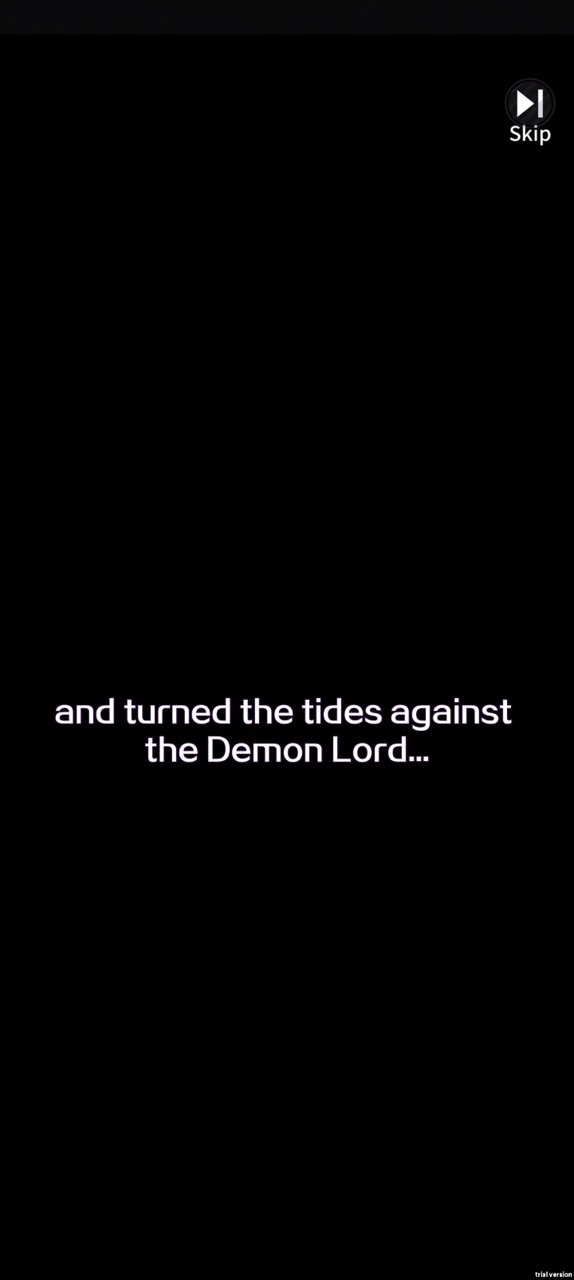 Skip
and turned the tides against
the Demon Lord...
trial version